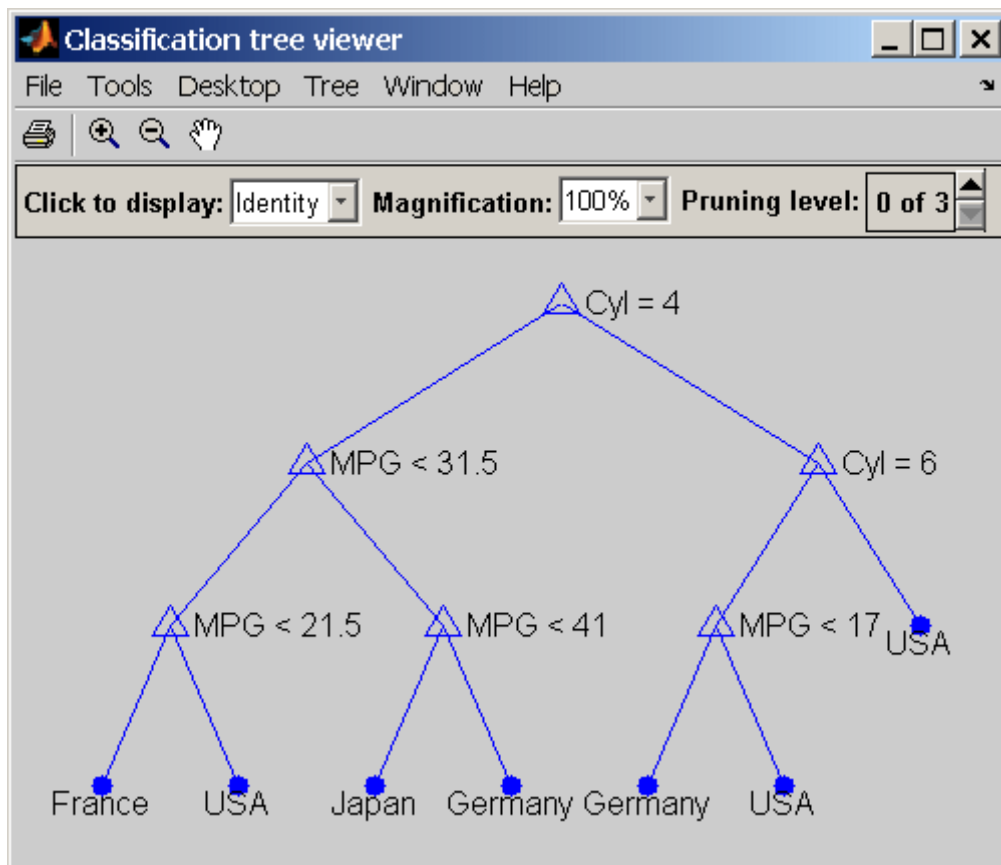 Classification tree viewer
File Tools Desktop Tree Window Help
Click to display: Identity Magnification: 100% Pruning level: 0 of 3
Cyl = 4
MPG < 31.5 Cyl = 6
MPG < 21.5 MPG < 41 MPG < 17 USA
France USA Japan Germany Germany USA